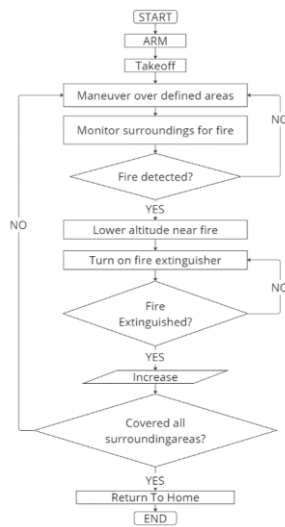 START
ARM
Takeoff
Maneuver over defined areas
NO
Monitor surroundings for fire
Fire detected?
NO
YES
Lower altitude near fire
Turn on fire extinguisher
NO
Fire
Extinguished?
YES
Increase
Covered all
surroundingareas?
YES
Return To Home
END